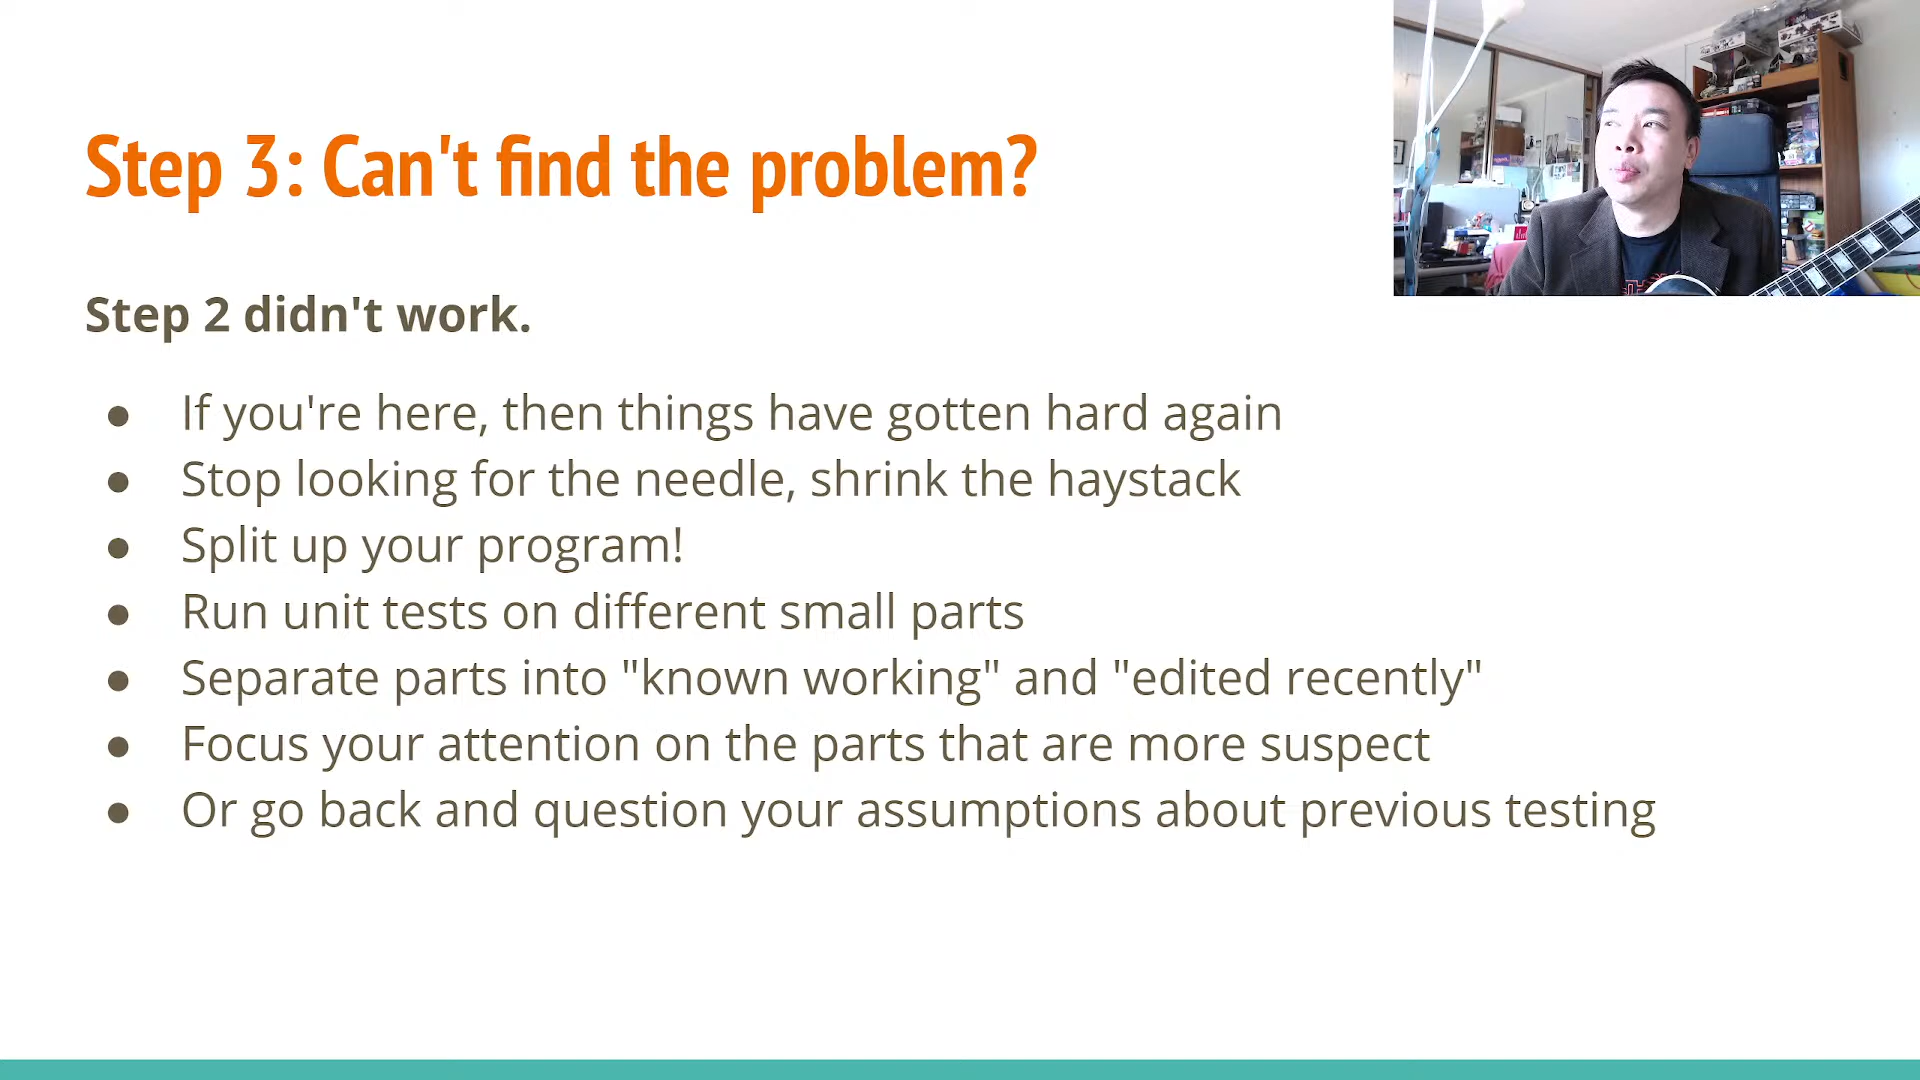 Step 3: Can't find the problem?
Step 2 didn't work.
● If you're here, then things have gotten hard again
● Stop looking for the needle, shrink the haystack
● Split up your program!
● Run unit tests on different small parts
● Separate parts into "known working" and "edited recently"
● Focus your attention on the parts that are more suspect
● Or go back and question your assumptions about previous testing